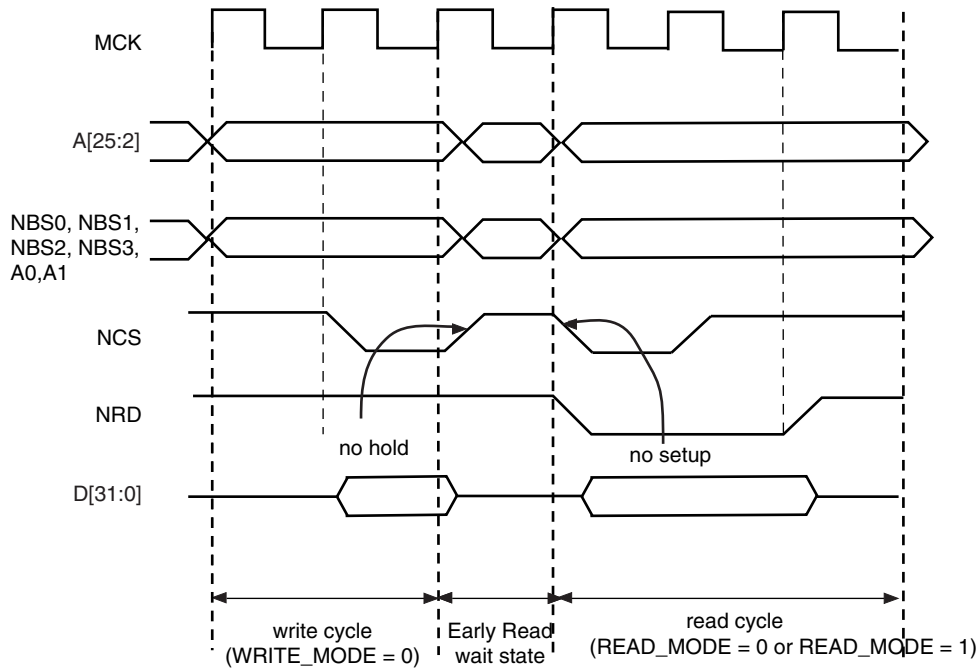 MCK
A[25:2]
NBS0, NBS1,
NBS2, NBS3,
A0,A1
NCS
NRD
no hold
no setup
D[31:0]
write cycle
(WRITE_MODE = 0)
Early Read
wait state
read cycle
(READ_MODE = 0 or READ_MODE = 1)